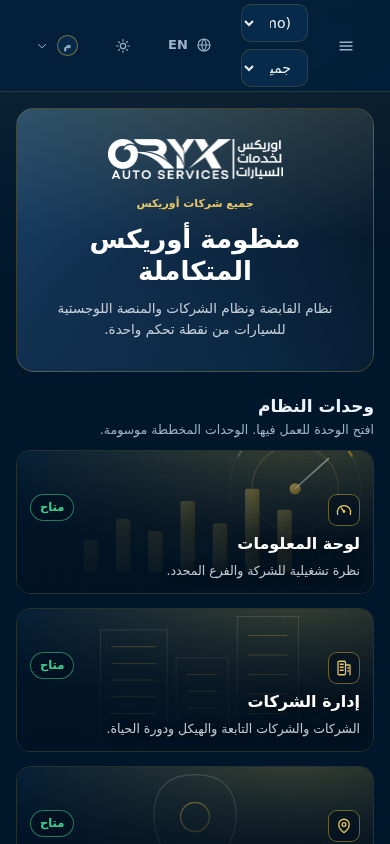 no)
EN
م
جمي
ORYX
AUTO SERVICES
اوريكس
لخدمات
السيارات
جميع شركات أوريكس
منظومة أوريكس
المتكاملة
نظام القابضة ونظام الشركات والمنصة اللوجستية
للسيارات من نقطة تحكم واحدة.
وحدات النظام
افتح الوحدة للعمل فيها. الوحدات المخططة موسومة.
متاح
لوحة المعلومات
نظرة تشغيلية للشركة والفرع المحدد.
متاح
إدارة الشركات
الشركات والشركات التابعة والهيكل ودورة الحياة.
متاح